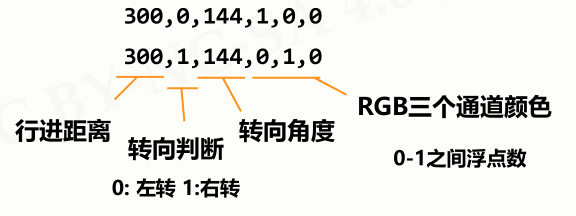 300,0,144,1,0,0
300,1,144,0,1,0
行进距离
转向判断
转向角度
RGB三个通道颜色
0: 左转 1:右转
0-1之间浮点数